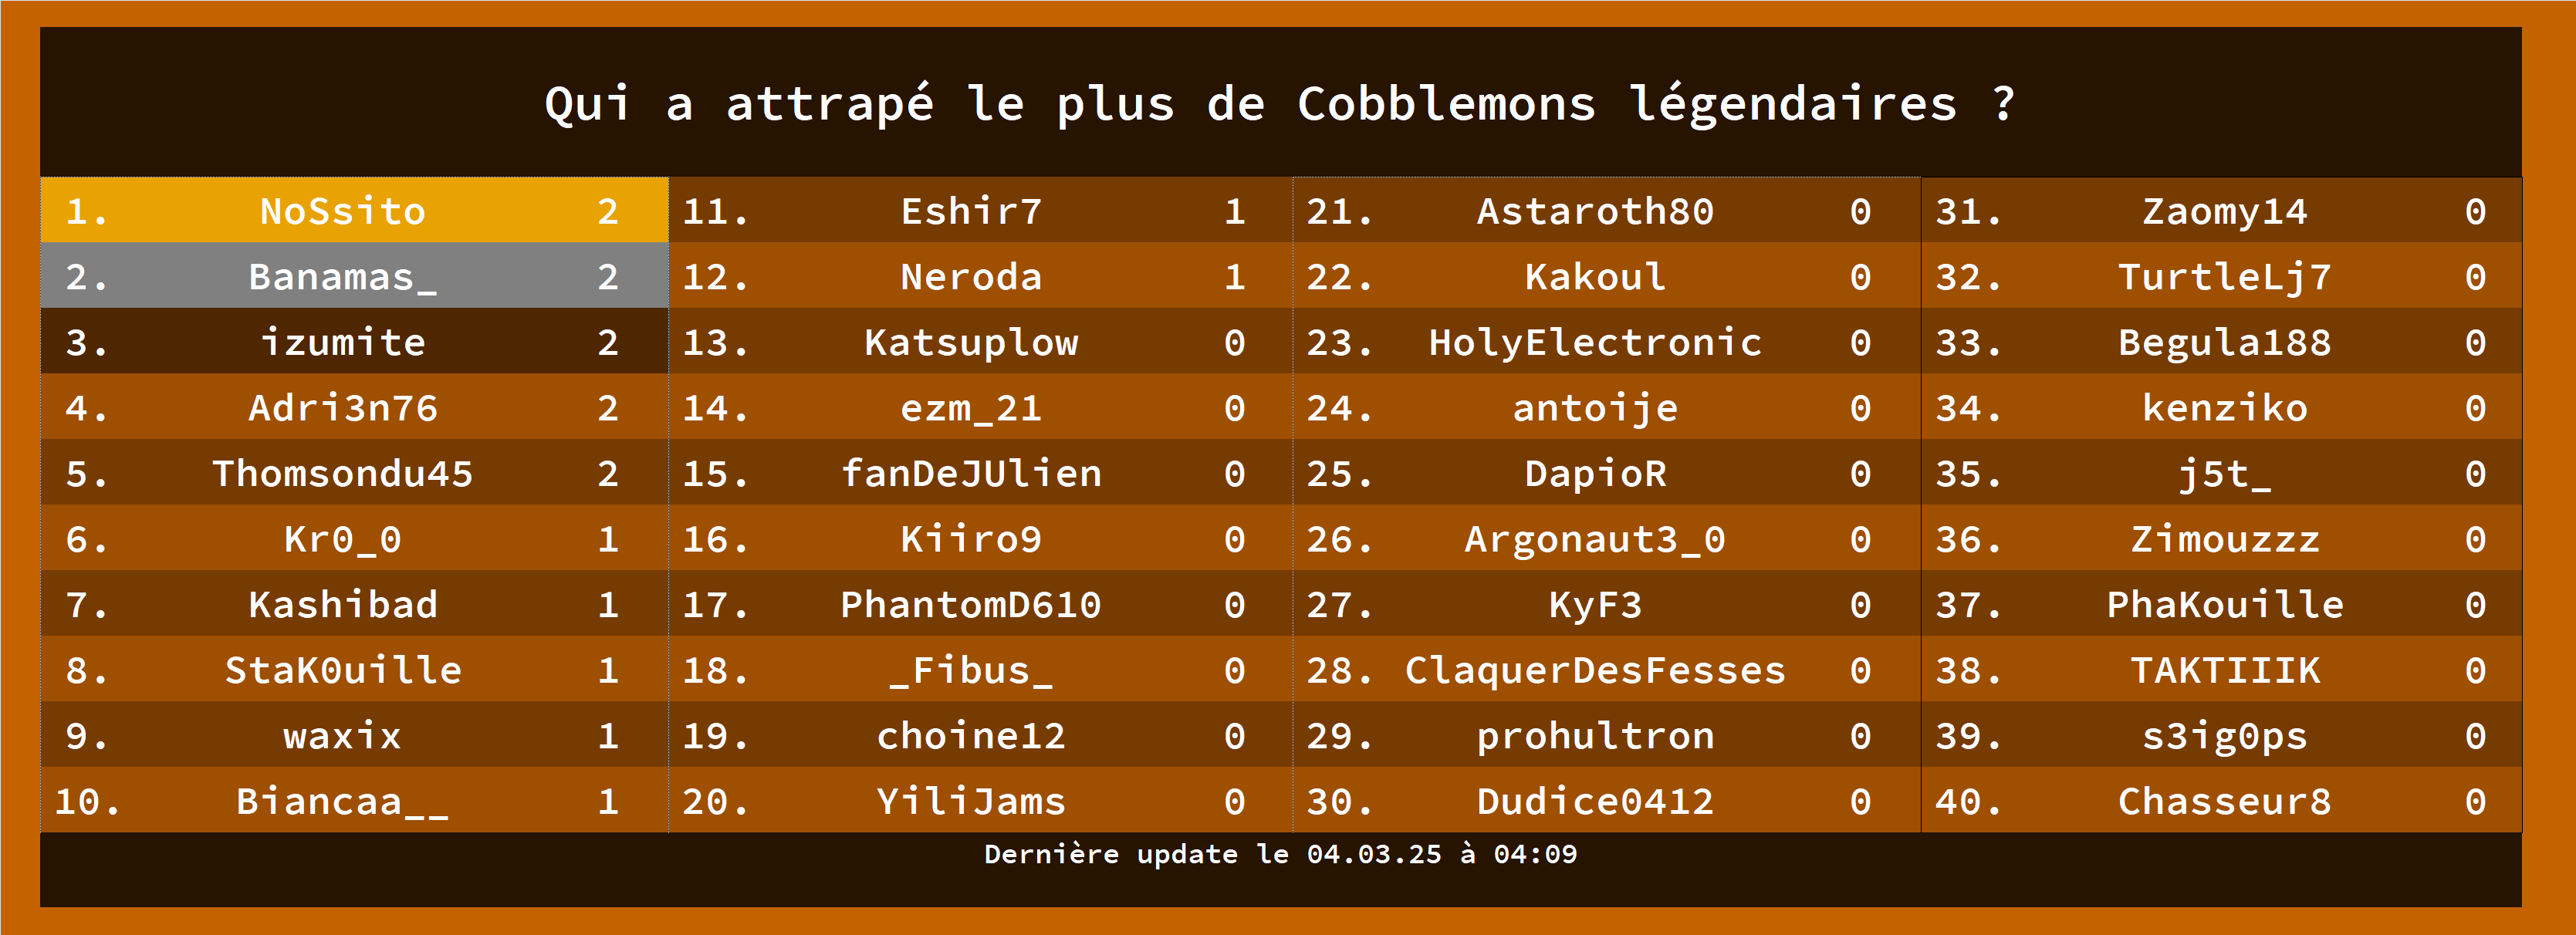 Qui a attrapé le plus de Cobblemons légendaires ?
1. NoSsito 2
2. Banamas_ 2
3. izumite 2
4. Adri3n76 2
5. Thomsondu45 2
6. Kr0_0 1
7. Kashibad 1
8. StaK0uille 1
9. waxix 1
10. Biancaa__ 1
11. Eshir7 1
12. Neroda 1
13. Katsuplow 0
14. ezm_21 0
15. fanDeJUlien 0
16. Kiiro9 0
17. PhantomD610 0
18. _Fibus_ 0
19. choine12 0
20. YiliJams 0
21. Astaroth80 0
22. Kakoul 0
23. HolyElectronic 0
24. antoije 0
25. DapioR 0
26. Argonaut3_0 0
27. KyF3 0
28. ClaquerDesFesses 0
29. prohultron 0
30. Dudice0412 0
31. Zaomy14 0
32. TurtleLj7 0
33. Begula188 0
34. kenziko 0
35. j5t_ 0
36. Zimouzzz 0
37. PhaKouille 0
38. TAKTIIIK 0
39. s3ig0ps 0
40. Chasseur8 0
Dernière update le 04.03.25 à 04:09